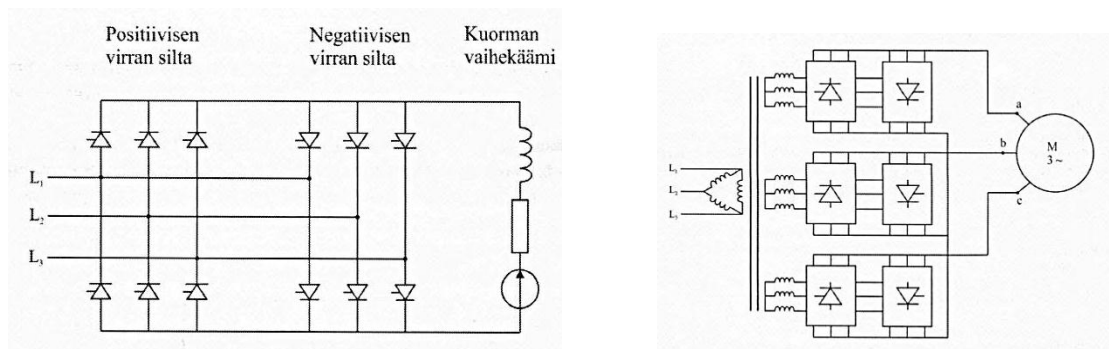 Positiivisen
virran silta
Negatiivisen
virran silta
Kuorman
vaihekäämi
L1
L2
L3
L1
L2
L3
a
b
c
M
3 ~